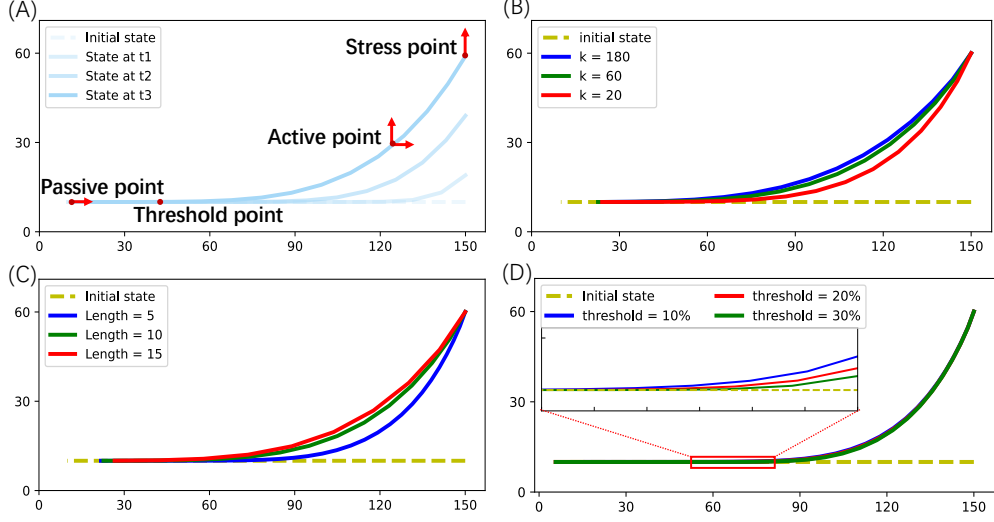 (A)
Initial state
State at t1
State at t2
State at t3
Stress point
Active point
Passive point
Threshold point
60
30
0
0 30 60 90 120 150
(B)
initial state
k = 180
k = 60
k = 20
60
30
0
0 30 60 90 120 150
(C)
Initial state
Length = 5
Length = 10
Length = 15
60
30
0
0 30 60 90 120 150
(D)
Initial state
threshold = 10%
threshold = 20%
threshold = 30%
60
30
0
0 30 60 90 120 150